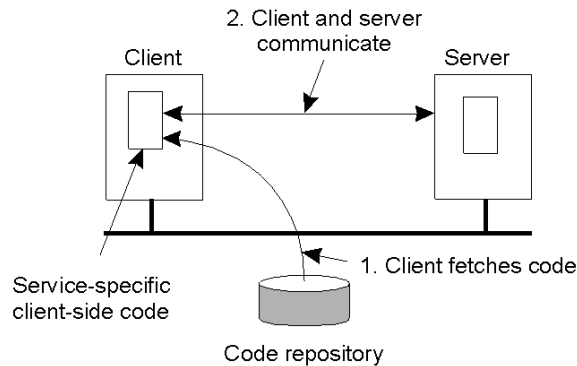 2. Client and server
communicate
Client
Server
1. Client fetches code
Service-specific
client-side code
Code repository